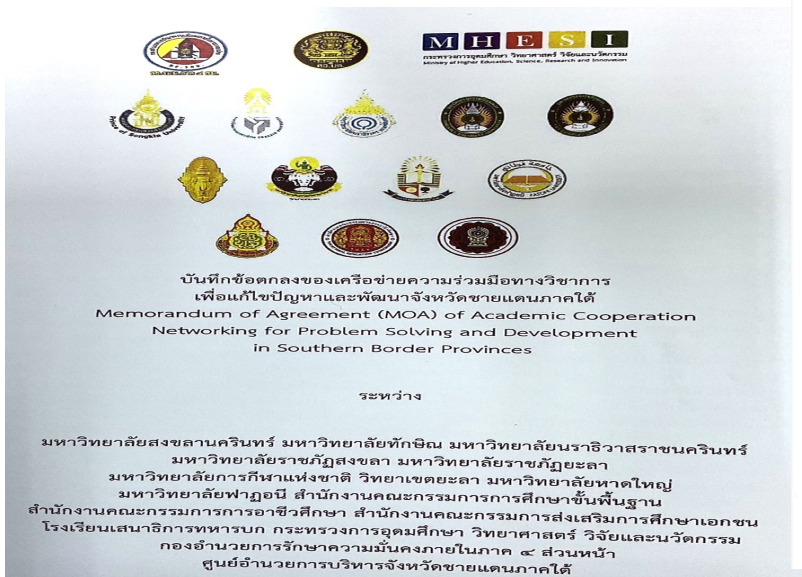 MHESI
กระทรวงการอุดมศึกษา วิทยาศาสตร์ วิจัยและนวัตกรรม
Ministry of Higher Education, Science, Research and Innovation
Prince of Songkla University
บันทึกข้อตกลงของเครือข่ายความร่วมมือทางวิชาการ
เพื่อแก้ไขปัญหาและพัฒนาจังหวัดชายแดนภาคใต้
Memorandum of Agreement (MOA) of Academic Cooperation
Networking for Problem Solving and Development
in Southern Border Provinces
ระหว่าง
มหาวิทยาลัยสงขลานครินทร์ มหาวิทยาลัยทักษิณ มหาวิทยาลัยนราธิวาสราชนครินทร์
มหาวิทยาลัยราชภัฏสงขลา มหาวิทยาลัยราชภัฏยะลา
มหาวิทยาลัยการกีฬาแห่งชาติ วิทยาเขตยะลา มหาวิทยาลัยหาดใหญ่
มหาวิทยาลัยฟาฏอนี สำนักงานคณะกรรมการการศึกษาขั้นพื้นฐาน
สำนักงานคณะกรรมการการอาชีวศึกษา สำนักงานคณะกรรมการส่งเสริมการศึกษาเอกชน
โรงเรียนเสนาธิการทหารบก กระทรวงการอุดมศึกษา วิทยาศาสตร์ วิจัยและนวัตกรรม
กองอำนวยการรักษาความมั่นคงภายในภาค ๔ ส่วนหน้า
ศูนย์อำนวยการบริหารจังหวัดชายแดนภาคใต้